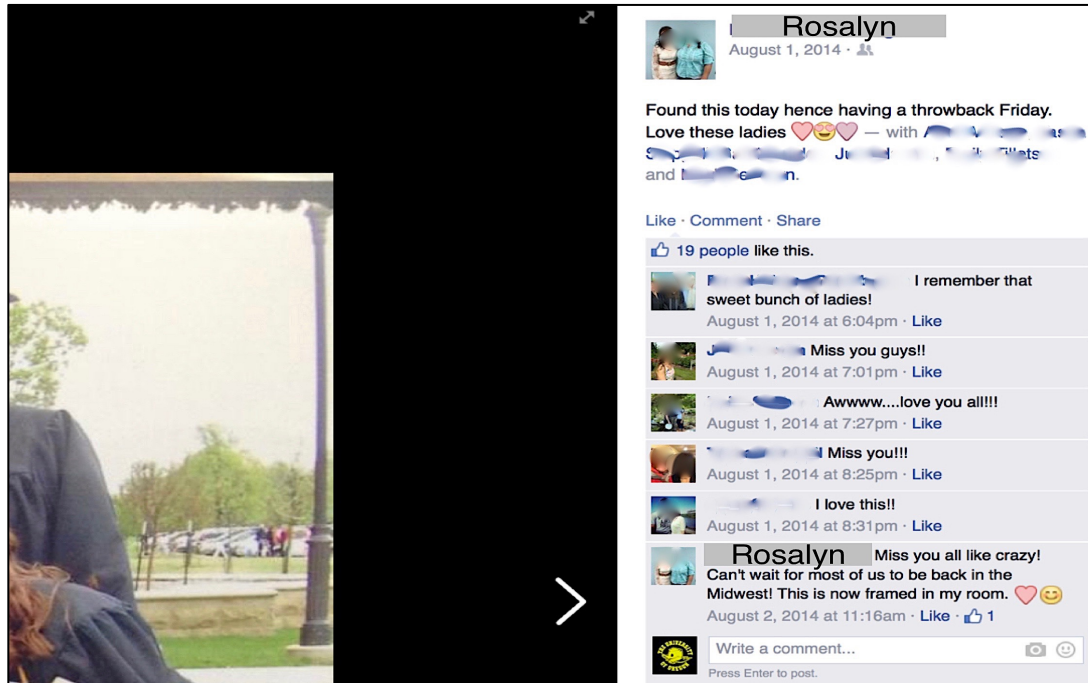 Rosalyn
August 1, 2014 ·
Found this today hence having a throwback Friday.
Love these ladies — with
and
Like · Comment · Share
19 people like this.
I remember that
sweet bunch of ladies!
August 1, 2014 at 6:04pm · Like
Miss you guys!!
August 1, 2014 at 7:01pm · Like
Awwww....love you all!!!
August 1, 2014 at 7:27pm · Like
Miss you!!!
August 1, 2014 at 8:25pm · Like
I love this!!
August 1, 2014 at 8:31pm · Like
Rosalyn Miss you all like crazy!
Can't wait for most of us to be back in the
Midwest! This is now framed in my room.
August 2, 2014 at 11:16am · Like · 1
Write a comment...
Press Enter to post.